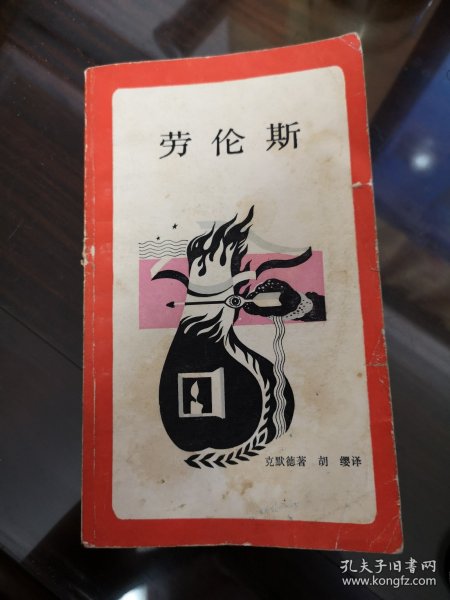 劳伦斯
克默德著 胡 缨译
孔夫子旧书网
www.kongfz.com